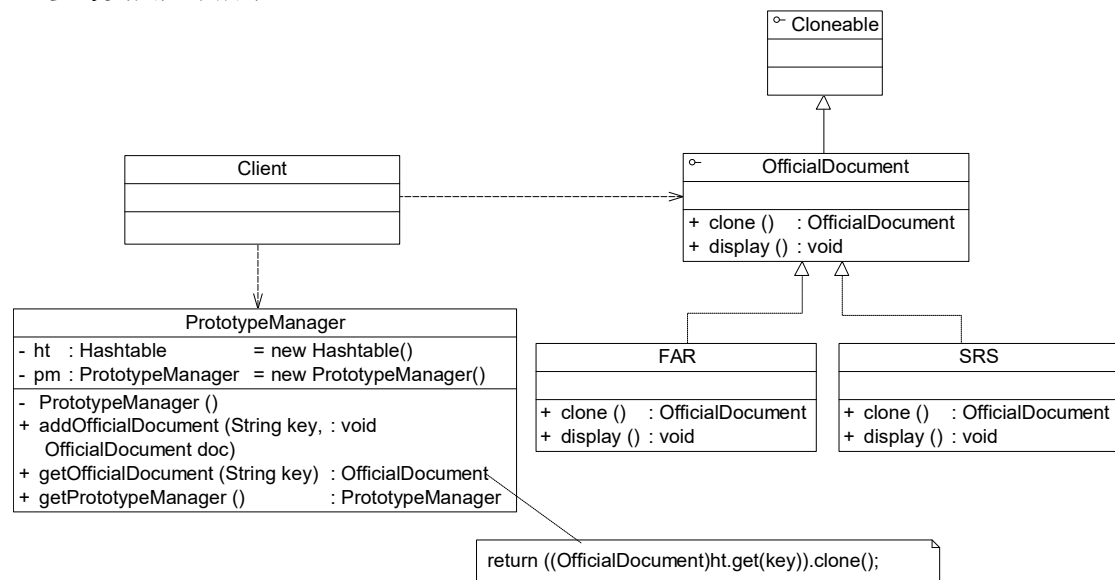 Cloneable
Client
OfficialDocument
+ clone () : OfficialDocument
+ display () : void
PrototypeManager
- ht : Hashtable = new Hashtable()
- pm : PrototypeManager = new PrototypeManager()
- PrototypeManager ()
+ addOfficialDocument (String key, : void
OfficialDocument doc)
+ getOfficialDocument (String key) : OfficialDocument
+ getPrototypeManager () : PrototypeManager
FAR
+ clone () : OfficialDocument
+ display () : void
SRS
+ clone () : OfficialDocument
+ display () : void
return ((OfficialDocument)ht.get(key)).clone();